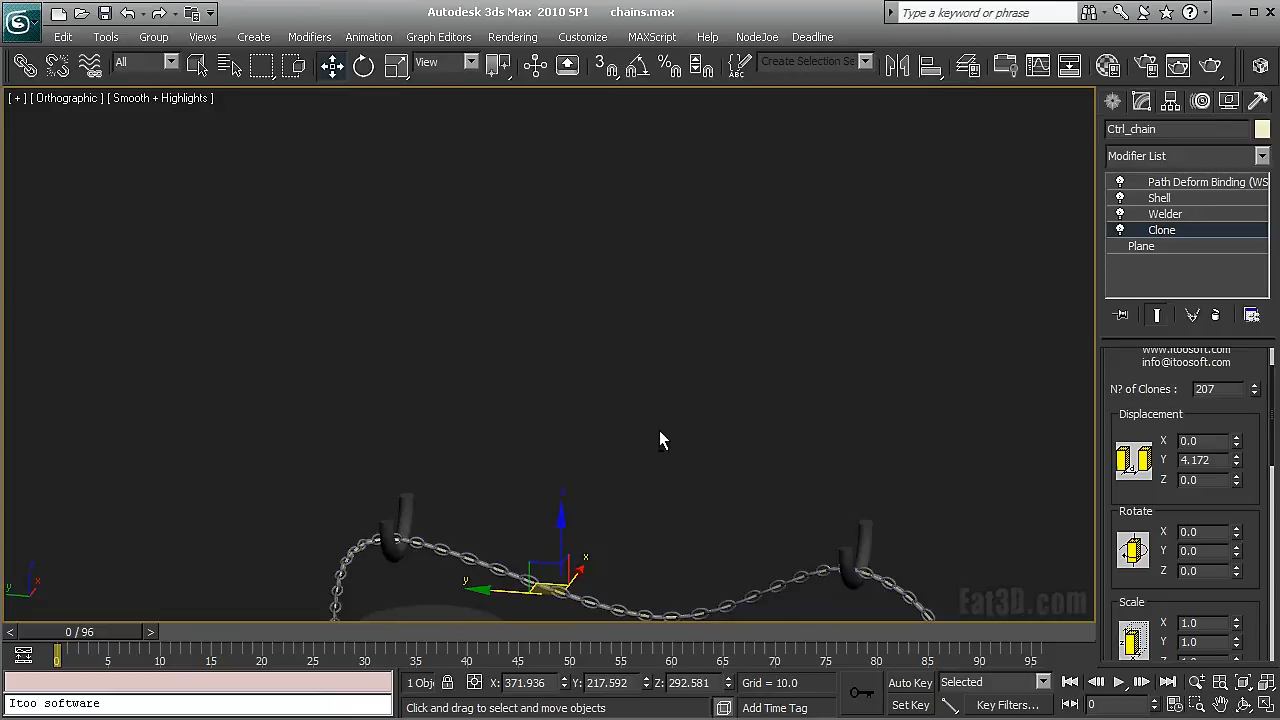 Autodesk 3ds Max 2010 SP1 chains.max
Type a keyword or phrase
Edit Tools Group Views Create Modifiers Animation Graph Editors Rendering Customize MAXScript Help NodeJoe Deadline
All View 3 Create Selection Se
[ + ] [ Orthographic ] [ Smooth + Highlights ]
Ctrl_chain
Modifier List
Path Deform Binding (WS
Shell
Welder
Clone
Plane
www.itoosoft.com
info@itoosoft.com
N? of Clones : 207
Displacement
X 0.0
Y 4.172
Z 0.0
Rotate
X 0.0
Y 0.0
Z 0.0
Scale
X 1.0
Y 1.0
z
x
y
z
y x
Eat3D.com
< 0 / 96 >
0 5 10 15 20 25 30 35 40 45 50 55 60 65 70 75 80 85 90 95
1 Obj X: 371.936 Y: 217.592 Z: 292.581 Grid = 10.0 Auto Key Selected
Itoo software Click and drag to select and move objects Add Time Tag Set Key Key Filters... 0